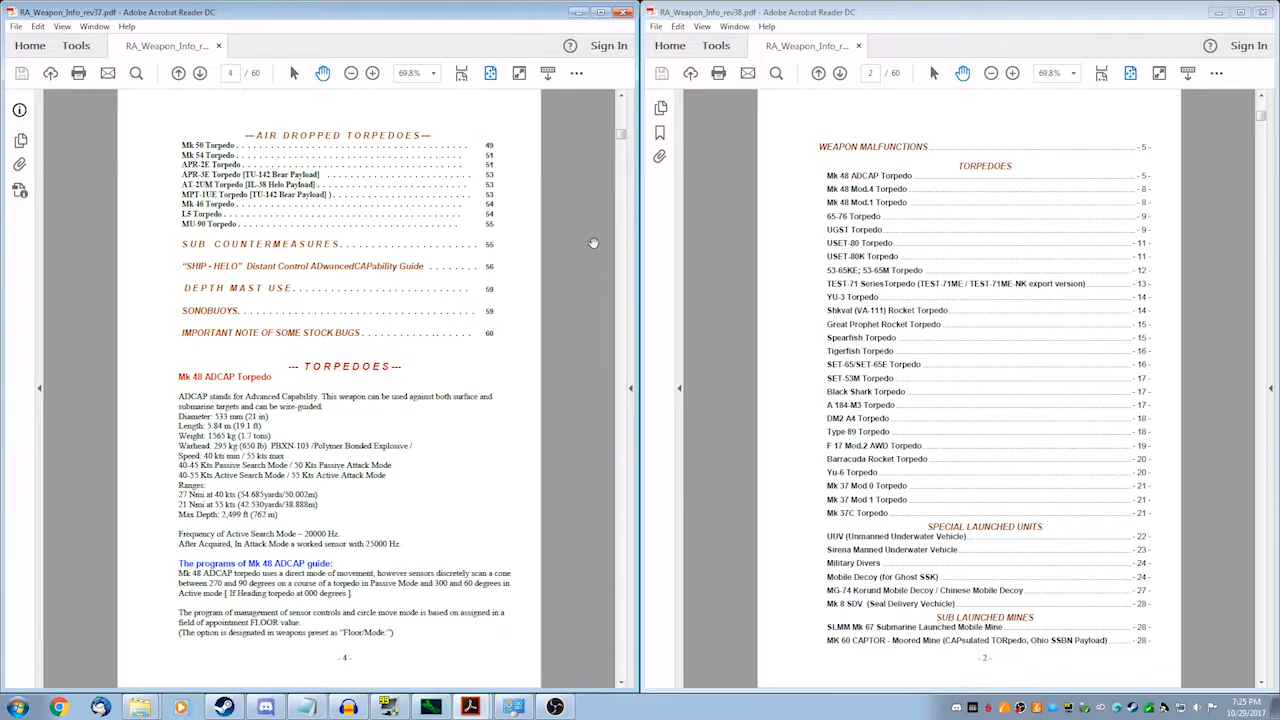 RA_Weapon_Info_rev37.pdf - Adobe Acrobat Reader DC
File Edit View Window Help
Home Tools RA_Weapon_Info_r... × Sign In
4 / 60 69.8%
---AIR DROPPED TORPEDOES---
Mk 50 Torpedo 49
Mk 54 Torpedo 51
APR-2E Torpedo 51
APR-3E Torpedo [TU-142 Bear Payload] 53
AT-2UM Torpedo [IL-38 Helo Payload] 53
MPT-1UE Torpedo [TU-142 Bear Payload] ) 53
Mk 46 Torpedo 54
L5 Torpedo 54
MU-90 Torpedo 55
SUB COUNTERMEASURES 55
“SHIP - HELO” Distant Control ADwancedCAPability Guide 56
DEPTH MAST USE 59
SONOBUOYS 59
IMPORTANT NOTE OF SOME STOCK BUGS 60
--- TORPEDOES---
Mk 48 ADCAP Torpedo
ADCAP stands for Advanced Capability. This weapon can be used against both surface and
submarine targets and can be wire-guided.
Diameter: 533 mm (21 in)
Length: 5.84 m (19.1 ft)
Weight: 1565 kg (1.7 tons)
Warhead: 295 kg (650 lb) PBXN-103 /Polymer Bonded Explosive /
Speed: 40 kts min / 55 kts max
40-45 Kts Passive Search Mode / 50 Kts Passive Attack Mode
40-55 Kts Active Search Mode / 55 Kts Active Attack Mode
Ranges:
27 Nmi at 40 kts (54.685yards/50.002m)
21 Nmi at 55 kts (42.530yards/38.888m)
Max Depth: 2,499 ft (762 m)
Frequency of Active Search Mode – 20000 Hz.
After Acquired, In Attack Mode a worked sensor with 25000 Hz.
The programs of Mk 48 ADCAP guide:
Mk 48 ADCAP torpedo uses a direct mode of movement, however sensors discretely scan a cone
between 270 and 90 degrees on a course of a torpedo in Passive Mode and 300 and 60 degrees in
Active mode [ If Heading torpedo at 000 degrees ].
The program of management of sensor controls and circle move mode is based on assigned in a
field of appointment FLOOR value.
(The option is designated in weapons preset as "Floor/Mode:")
- 4 -
RA_Weapon_Info_rev38.pdf - Adobe Acrobat Reader DC
File Edit View Window Help
Home Tools RA_Weapon_Info_r... × Sign In
2 / 60 69.8%
WEAPON MALFUNCTIONS - 5 -
TORPEDOES
Mk 48 ADCAP Torpedo - 5 -
Mk 48 Mod.4 Torpedo - 8 -
Mk 48 Mod.1 Torpedo - 8 -
65-76 Torpedo - 9 -
UGST Torpedo - 9 -
USET-80 Torpedo - 11 -
USET-80K Torpedo - 11 -
53-65KE; 53-65M Torpedo - 12 -
TEST-71 SeriesTorpedo (TEST-71ME / TEST-71ME-NK export version) - 13 -
YU-3 Torpedo - 14 -
Shkval (VA-111) Rocket Torpedo - 14 -
Great Prophet Rocket Torpedo - 15 -
Spearfish Torpedo - 15 -
Tigerfish Torpedo - 16 -
SET-65/SET-65E Torpedo - 16 -
SET-53M Torpedo - 17 -
Black Shark Torpedo - 17 -
A 184-M3 Torpedo - 17 -
DM2 A4 Torpedo - 18 -
Type 89 Torpedo - 18 -
F 17 Mod.2 AWD Torpedo - 19 -
Barracuda Rocket Torpedo - 20 -
Yu-6 Torpedo - 20 -
Mk 37 Mod 0 Torpedo - 21 -
Mk 37 Mod 1 Torpedo - 21 -
Mk 37C Torpedo - 21 -
SPECIAL LAUNCHED UNITS
UUV (Unmanned Underwater Vehicle) - 22 -
Sirena Manned Underwater Vehicle - 23 -
Military Divers - 24 -
Mobile Decoy (for Ghost SSK) - 24 -
MG-74 Korund Mobile Decoy / Chinese Mobile Decoy - 27 -
Mk 8 SDV (Seal Delivery Vechicle) - 28 -
SUB LAUNCHED MINES
SLMM Mk 67 Submarine Launched Mobile Mine - 28 -
MK 60 CAPTOR - Moored Mine (CAPsulated TORpedo, Ohio SSBN Payload) - 28 -
- 2 -
7:25 PM
10/29/2017